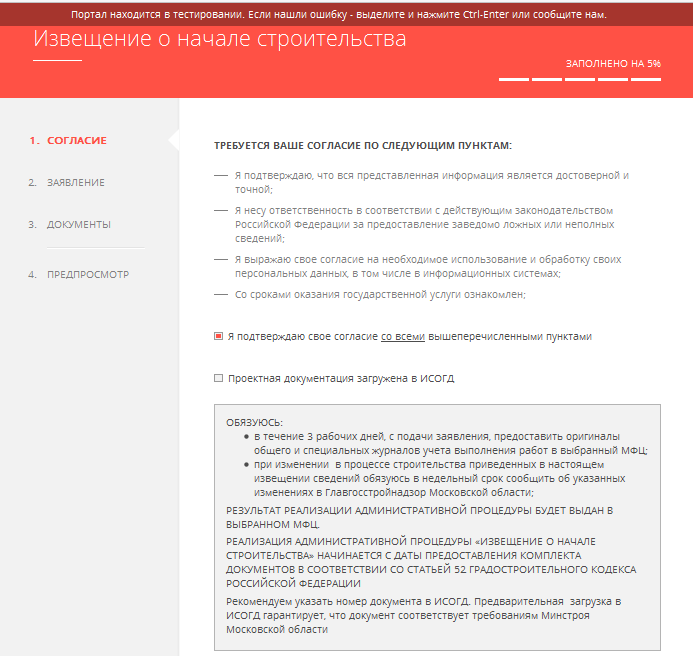 Портал находится в тестировании. Если нашли ошибку - выделите и нажмите Ctrl-Enter или сообщите нам.
Извещение о начале строительства
ЗАПОЛНЕНО НА 5%
1. СОГЛАСИЕ
2. ЗАЯВЛЕНИЕ
3. ДОКУМЕНТЫ
4. ПРЕДПРОСМОТР
ТРЕБУЕТСЯ ВАШЕ СОГЛАСИЕ ПО СЛЕДУЮЩИМ ПУНКТАМ:
— Я подтверждаю, что вся представленная информация является достоверной и
точной;
— Я несу ответственность в соответствии с действующим законодательством
Российской Федерации за предоставление заведомо ложных или неполных
сведений;
— Я выражаю свое согласие на необходимое использование и обработку своих
персональных данных, в том числе в информационных системах;
— Со сроками оказания государственной услуги ознакомлен;
Я подтверждаю свое согласие со всеми вышеперечисленными пунктами
Проектная документация загружена в ИСОГД
ОБЯЗУЮСЬ:
• в течение 3 рабочих дней, с подачи заявления, предоставить оригиналы
общего и специальных журналов учета выполнения работ в выбранный МФЦ;
• при изменении в процессе строительства приведенных в настоящем
извещении сведений обязуюсь в недельный срок сообщить об указанных
изменениях в Главгосстройнадзор Московской области;
РЕЗУЛЬТАТ РЕАЛИЗАЦИИ АДМИНИСТРАТИВНОЙ ПРОЦЕДУРЫ БУДЕТ ВЫДАН В
ВЫБРАННОМ МФЦ.
РЕАЛИЗАЦИЯ АДМИНИСТРАТИВНОЙ ПРОЦЕДУРЫ «ИЗВЕЩЕНИЕ О НАЧАЛЕ
СТРОИТЕЛЬСТВА» НАЧИНАЕТСЯ С ДАТЫ ПРЕДОСТАВЛЕНИЯ КОМПЛЕКТА
ДОКУМЕНТОВ В СООТВЕТСТВИИ СО СТАТЬЕЙ 52 ГРАДОСТРОИТЕЛЬНОГО КОДЕКСА
РОССИЙСКОЙ ФЕДЕРАЦИИ
Рекомендуем указать номер документа в ИСОГД. Предварительная загрузка в
ИСОГД гарантирует, что документ соответствует требованиям Минстроя
Московской области